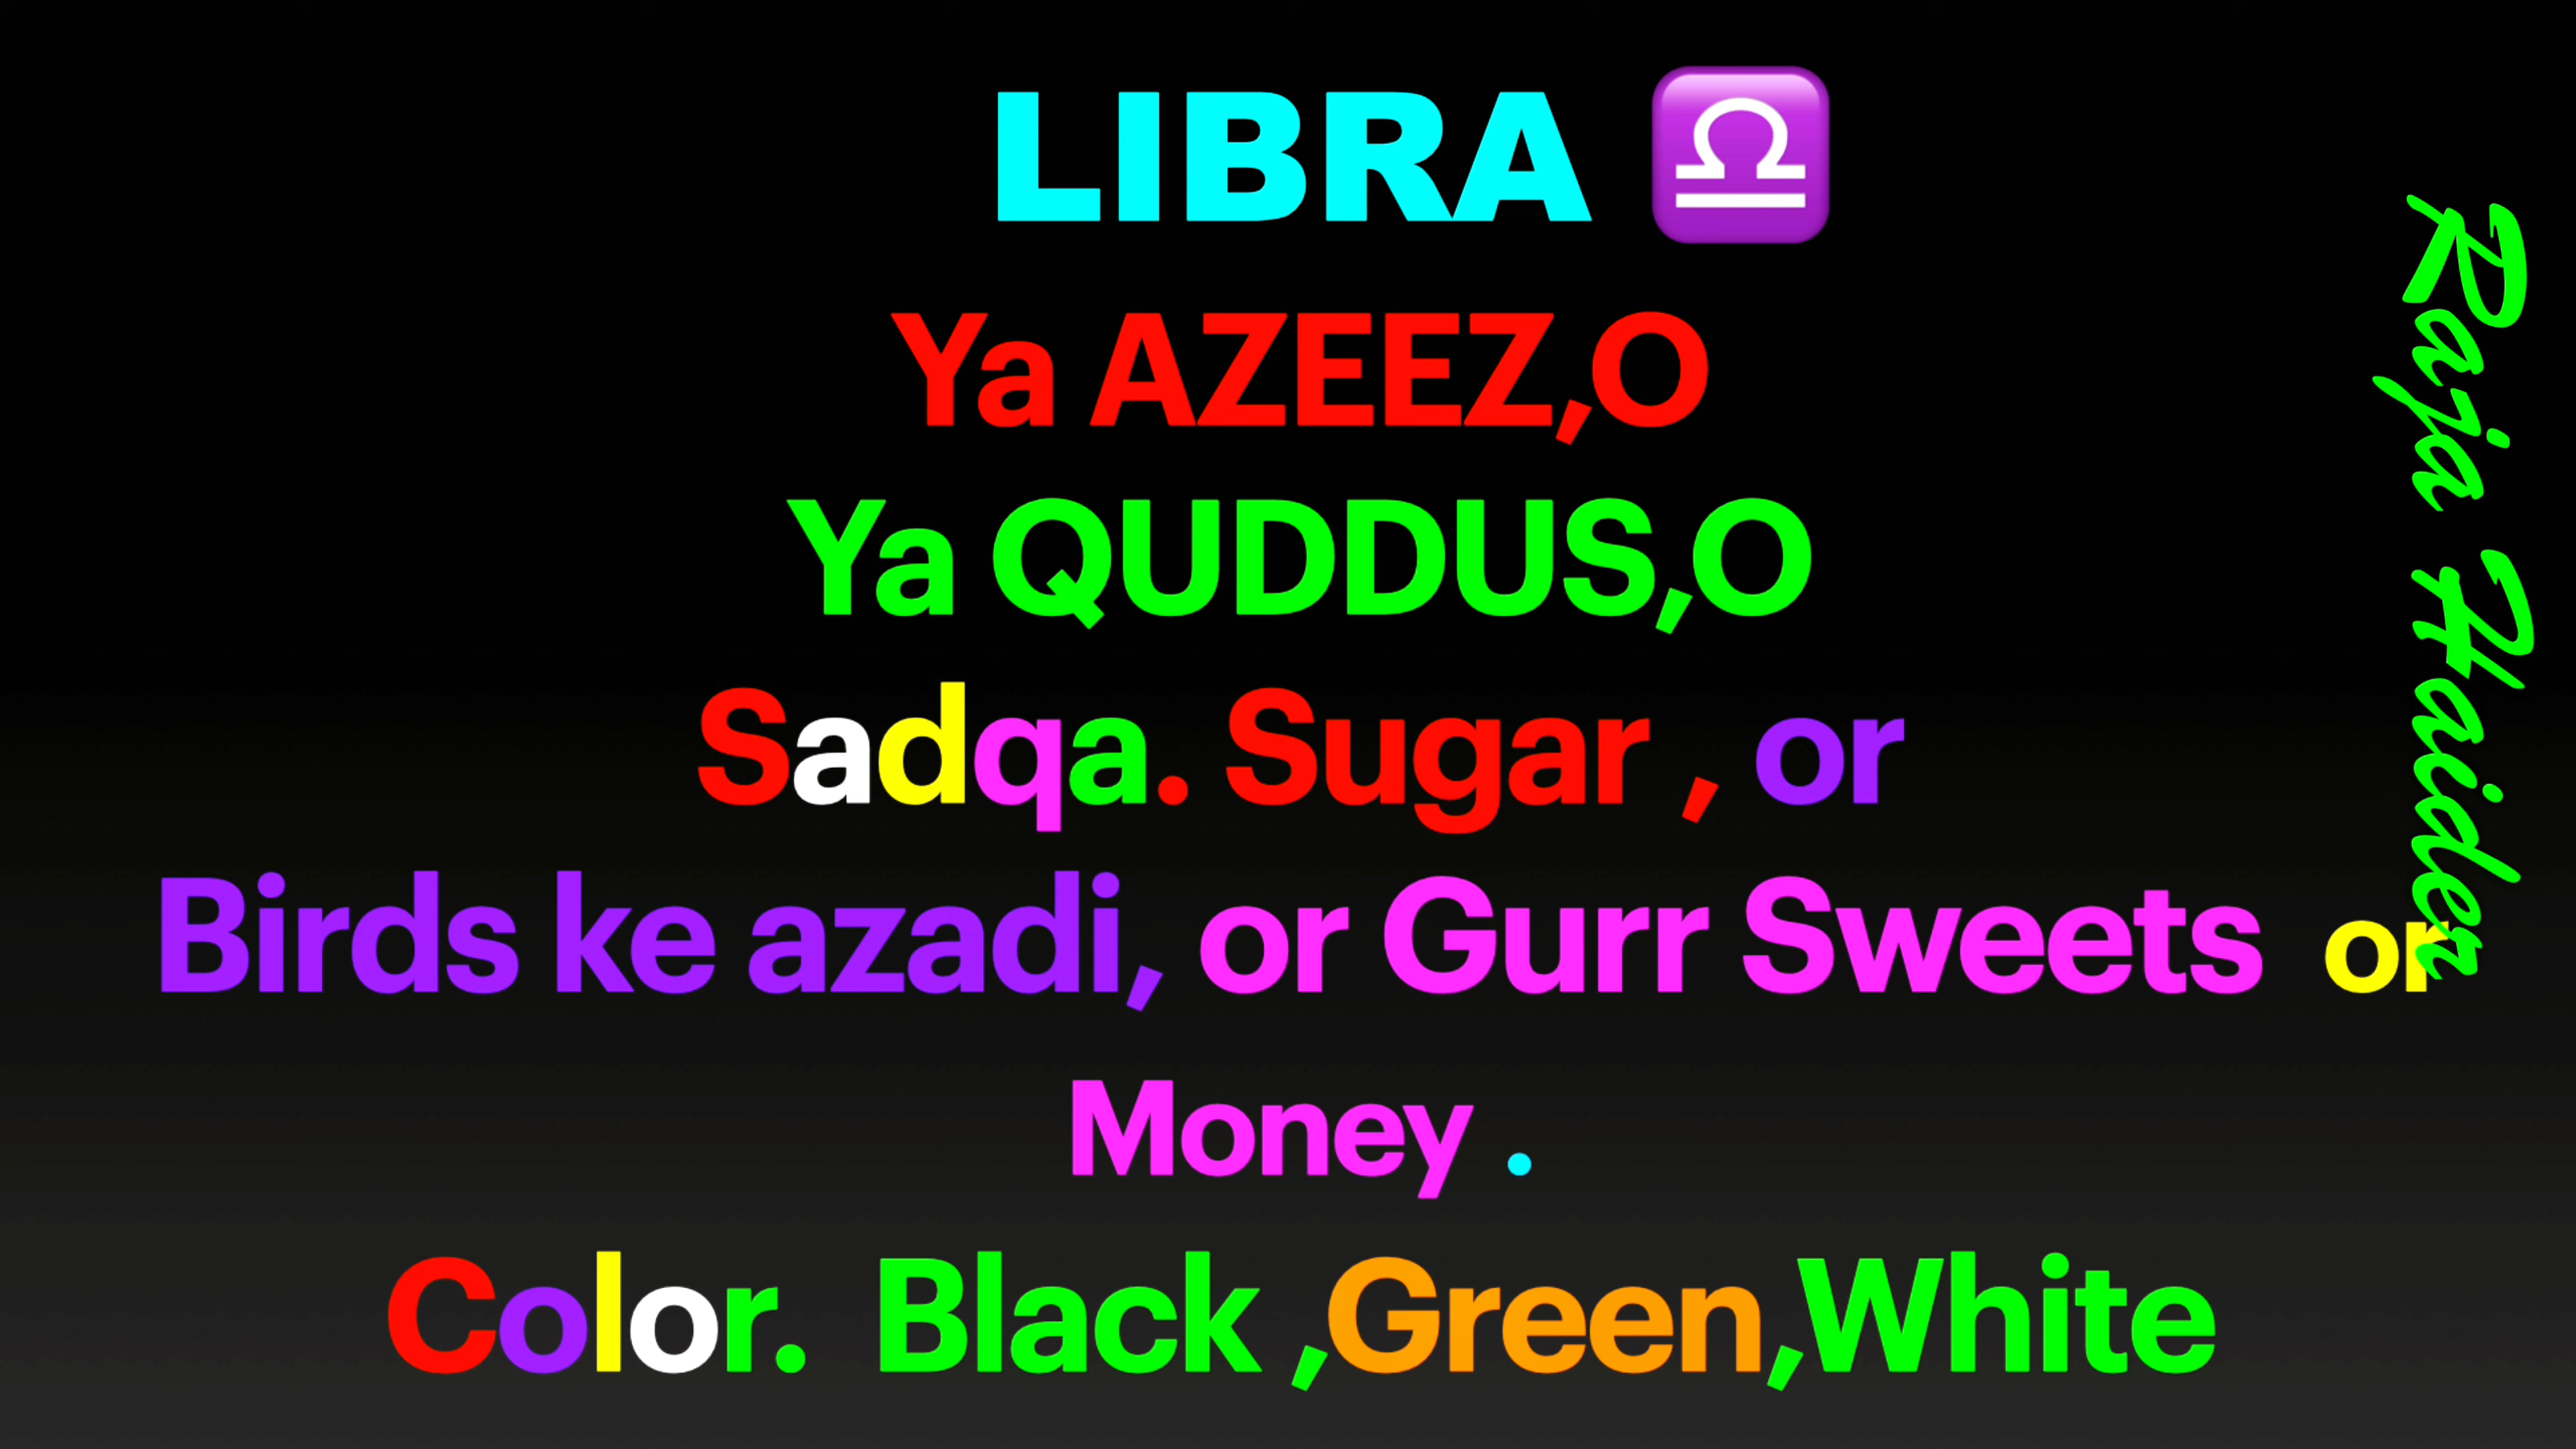 LIBRA ♎
Ya AZEEZ,O
Ya QUDDUS,O
Sadqa. Sugar , or
Birds ke azadi, or Gurr Sweets or
Money .
Color. Black ,Green,White
Raja Haider